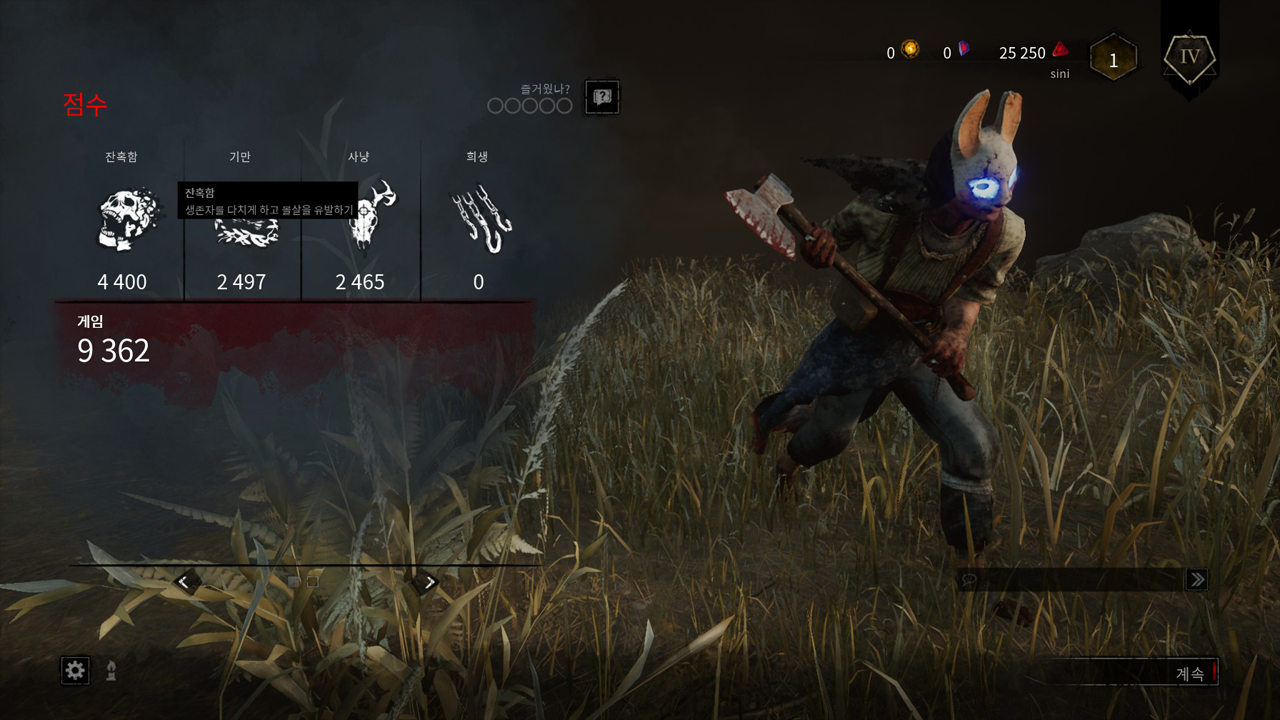 0 0 25 250
sini
1
IV
즐거웠나?
점수
잔혹함 기만 사냥 희생
잔혹함
생존자를 다치게 하고 몰살을 유발하기
4 400 2 497 2 465 0
게임
9 362
계속